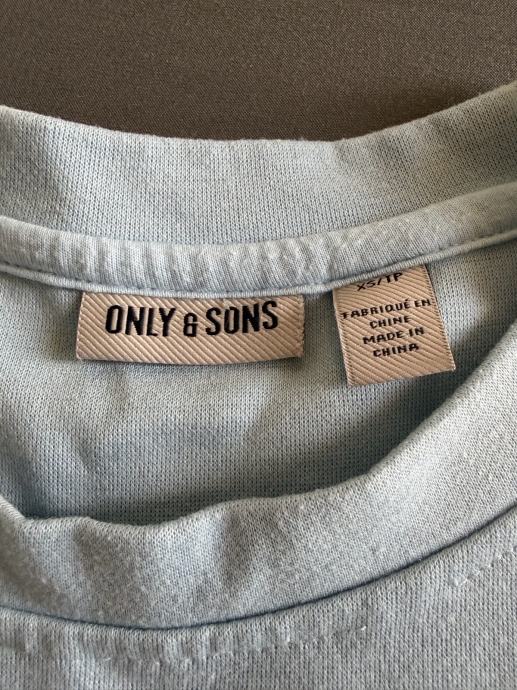 ONLY & SONS
XS/TP
FABRIQUÉ EN
CHINE
MADE IN
CHINA